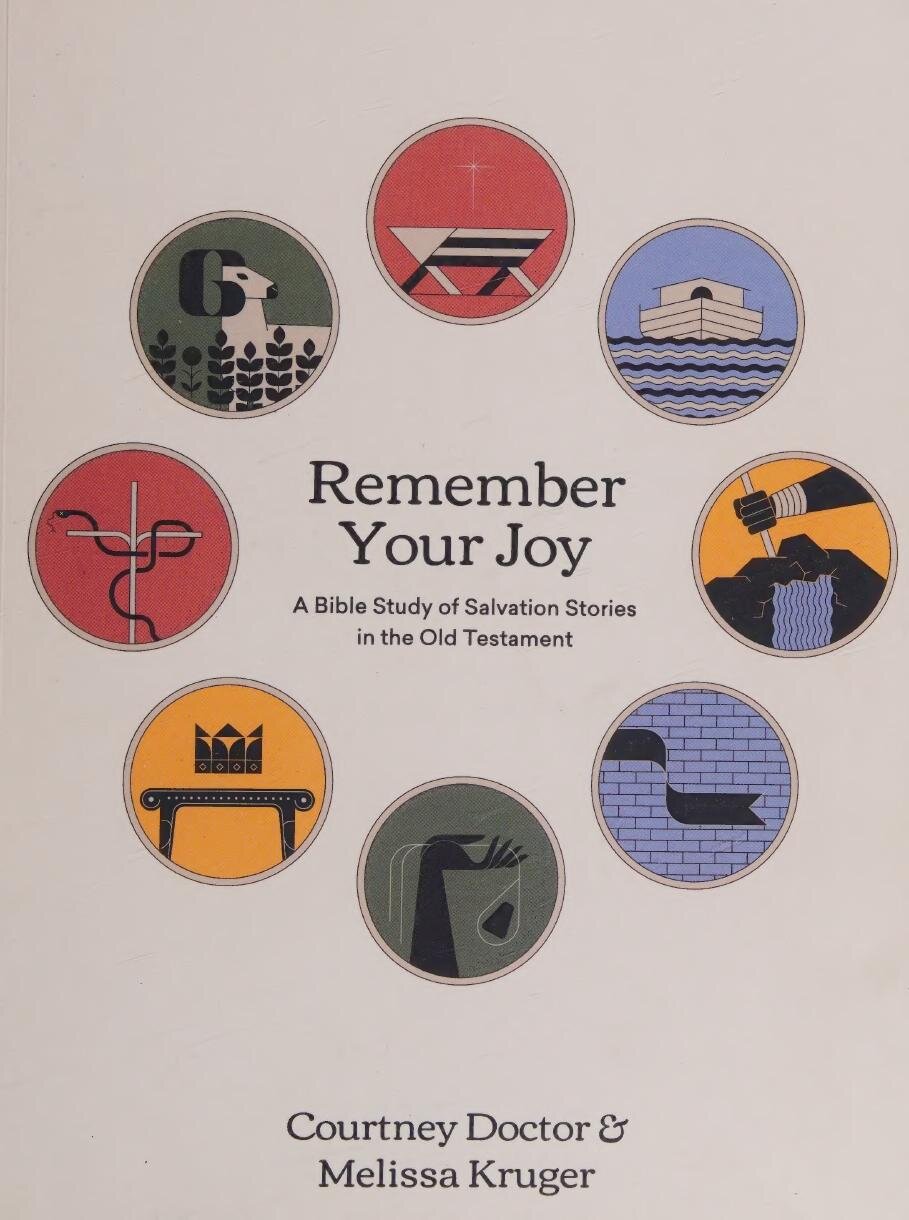 Remember
Your Joy
A Bible Study of Salvation Stories
in the Old Testament
Courtney Doctor &
Melissa Kruger